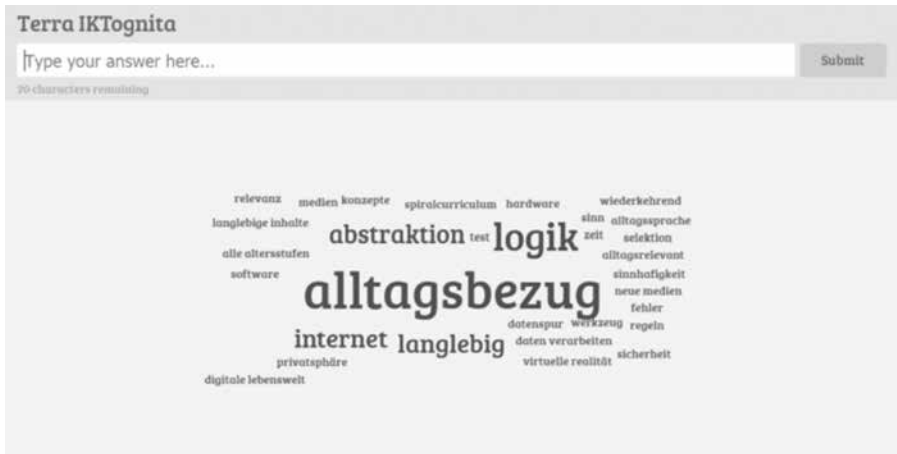 Terra IKTognita
Type your answer here...
Submit
20 characters remaining
relevanz medien konzepte spiralcurriculum hardware wiederkehrend
langlebige inhalte abstraktion test logik sinn alltagssprache
zeit selektion
alle altersstufen alltagsrelevant
software alltagsbezug sinnhafigkeit
neue medien
fehler
datenspur werkzeug regeln
internet langlebig daten verarbeiten
privatsphäre virtuelle realität sicherheit
digitale lebenswelt